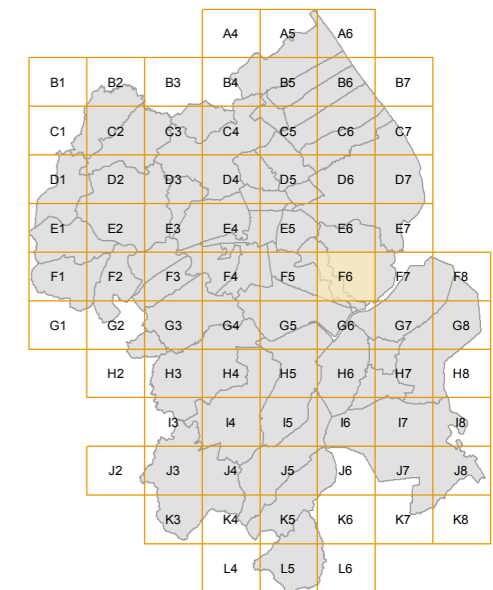 A4 A5 A6
B1 B2 B3 B4 B5 B6 B7
C1 C2 C3 C4 C5 C6 C7
D1 D2 D3 D4 D5 D6 D7
E1 E2 E3 E4 E5 E6 E7
F1 F2 F3 F4 F5 F6 F7 F8
G1 G2 G3 G4 G5 G6 G7 G8
H2 H3 H4 H5 H6 H7 H8
I3 I4 I5 I6 I7 I8
J2 J3 J4 J5 J6 J7 J8
K3 K4 K5 K6 K7 K8
L4 L5 L6